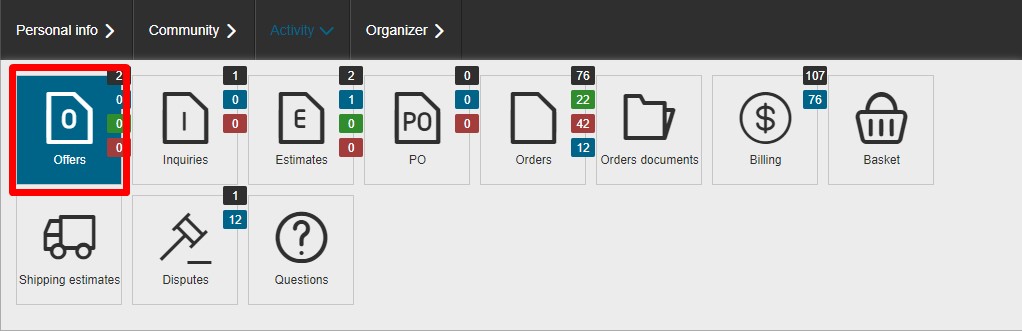 Personal info Community Activity Organizer
2 1 2 0 76 107
0 0 1 0 22 76
0 0 0 0 42
0 0 12
O I E PO $
Offers Inquiries Estimates PO Orders Orders documents Billing Basket
1
12
?
Shipping estimates Disputes Questions